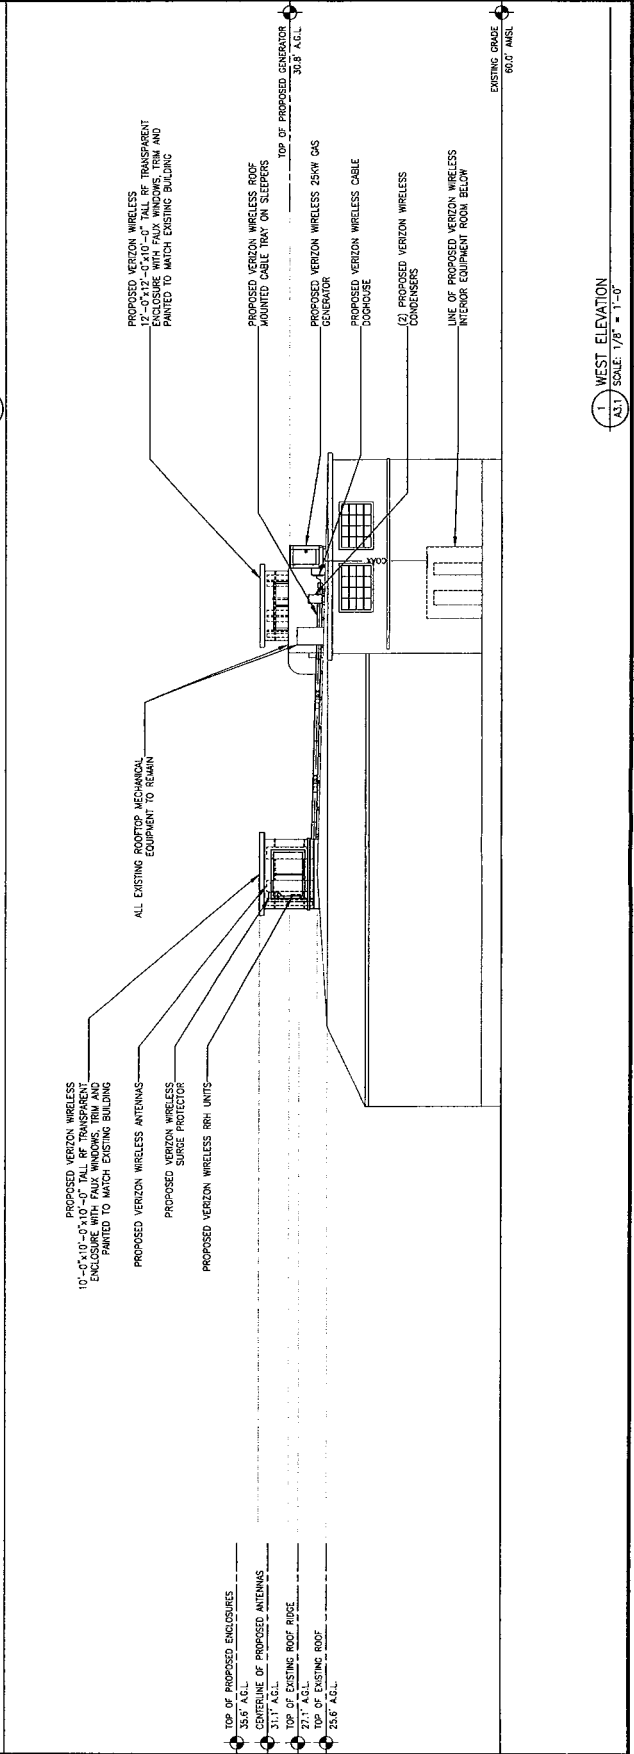 TOP OF PROPOSED ENCLOSURES
35.6' A.G.L.
CENTERLINE OF PROPOSED ANTENNAS
31.1' A.G.L.
TOP OF EXISTING ROOF RIDGE
27.1' A.G.L.
TOP OF EXISTING ROOF
25.6' A.G.L.
PROPOSED VERIZON WIRELESS
10'-0"x10'-0"x10'-0" TALL RF TRANSPARENT
ENCLOSURE WITH FAUX WINDOWS, TRIM AND
PAINTED TO MATCH EXISTING BUILDING
PROPOSED VERIZON WIRELESS ANTENNAS
PROPOSED VERIZON WIRELESS
SURGE PROTECTOR
PROPOSED VERIZON WIRELESS RRH UNITS
ALL EXISTING ROOFTOP MECHANICAL
EQUIPMENT TO REMAIN
PROPOSED VERIZON WIRELESS
12'-0"x12'-0"x10'-0" TALL RF TRANSPARENT
ENCLOSURE WITH FAUX WINDOWS, TRIM AND
PAINTED TO MATCH EXISTING BUILDING
PROPOSED VERIZON WIRELESS ROOF
MOUNTED CABLE TRAY ON SLEEPERS
TOP OF PROPOSED GENERATOR
30.8' A.G.L.
PROPOSED VERIZON WIRELESS 25KW GAS
GENERATOR
PROPOSED VERIZON WIRELESS CABLE
DOGHOUSE
(2) PROPOSED VERIZON WIRELESS
CONDENSERS
LINE OF PROPOSED VERIZON WIRELESS
INTERIOR EQUIPMENT ROOM BELOW
COAX
EXISTING GRADE
60.0' AMSL
1
A3.1
WEST ELEVATION
SCALE: 1/8" = 1'-0"